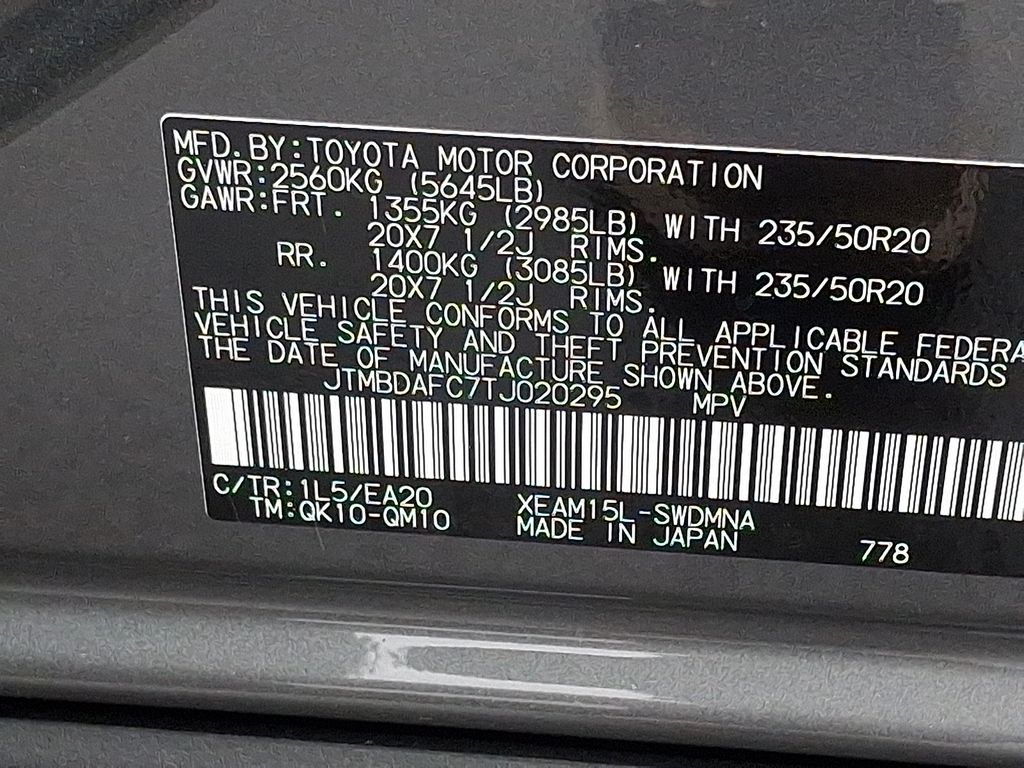 MFD. BY: TOYOTA MOTOR CORPORATION
GVWR: 2560KG (5645LB)
GAWR: FRT. 1355KG (2985LB) WITH 235/50R20
20X7 1/2J RIMS.
RR. 1400KG (3085LB) WITH 235/50R20
20X7 1/2J RIMS.
THIS VEHICLE CONFORMS TO ALL APPLICABLE FEDERA
VEHICLE SAFETY AND THEFT PREVENTION STANDARDS
THE DATE OF MANUFACTURE SHOWN ABOVE.
JTMBDAFC7TJ020295 MPV
C/TR: 1L5/EA20 XEAM15L-SWDMNA
TM: QK10-QM10 MADE IN JAPAN 778